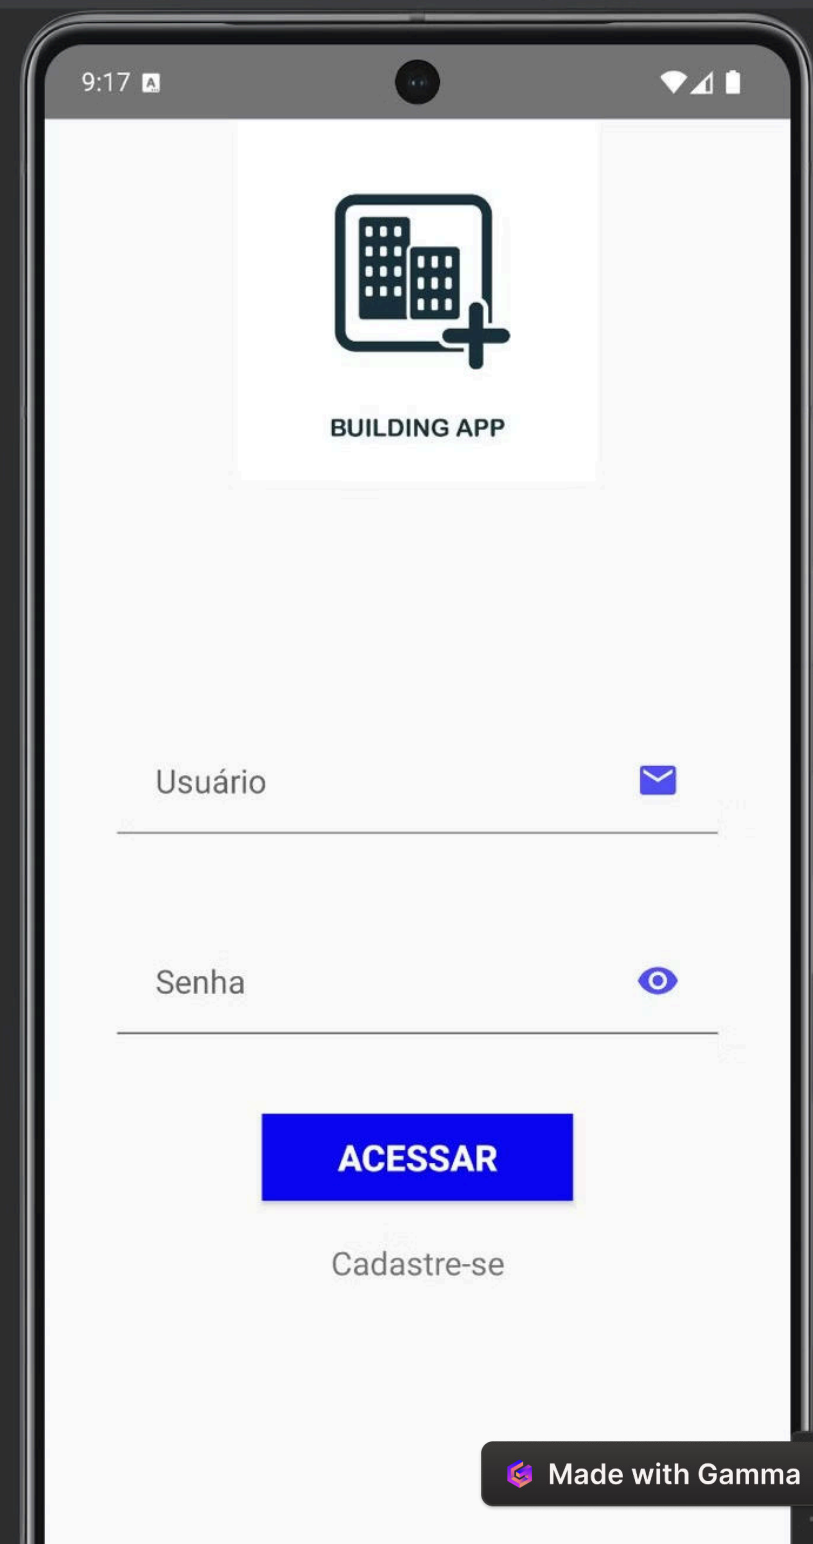 9:17 A
BUILDING APP
Usuário
Senha
ACESSAR
Cadastre-se
Made with Gamma